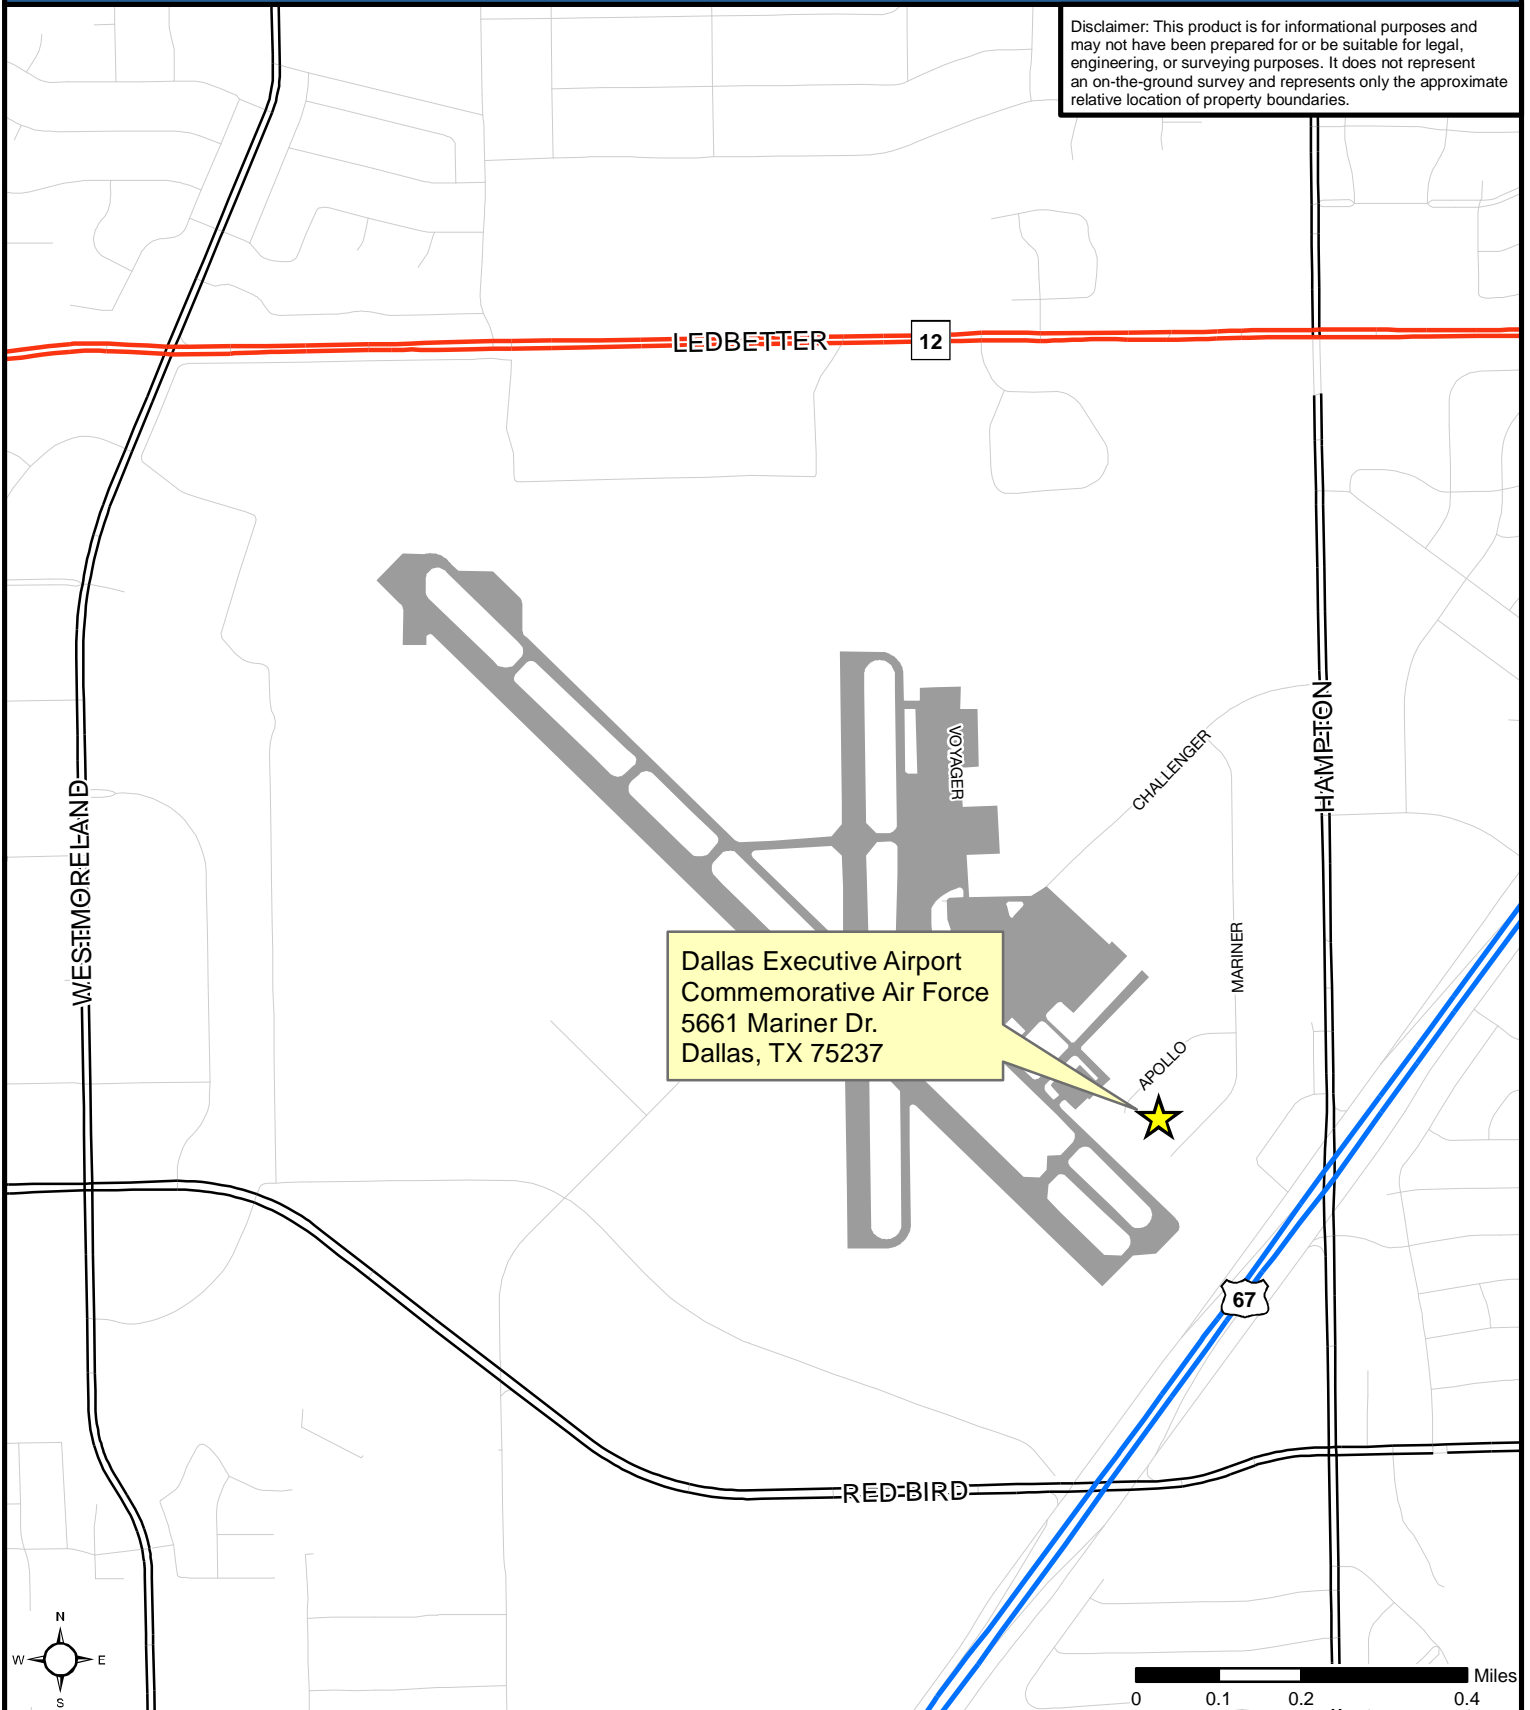 Disclaimer: This product is for informational purposes and
may not have been prepared for or be suitable for legal,
engineering, or surveying purposes. It does not represent
an on-the-ground survey and represents only the approximate
relative location of property boundaries.
LEDBETTER
12
HAMPTON
VOYAGER
CHALLENGER
WESTMORELAND
MARINER
Dallas Executive Airport
Commemorative Air Force
5661 Mariner Dr.
Dallas, TX 75237
APOLLO
67
RED BIRD
N
W E
S
Miles
0 0.1 0.2 0.4